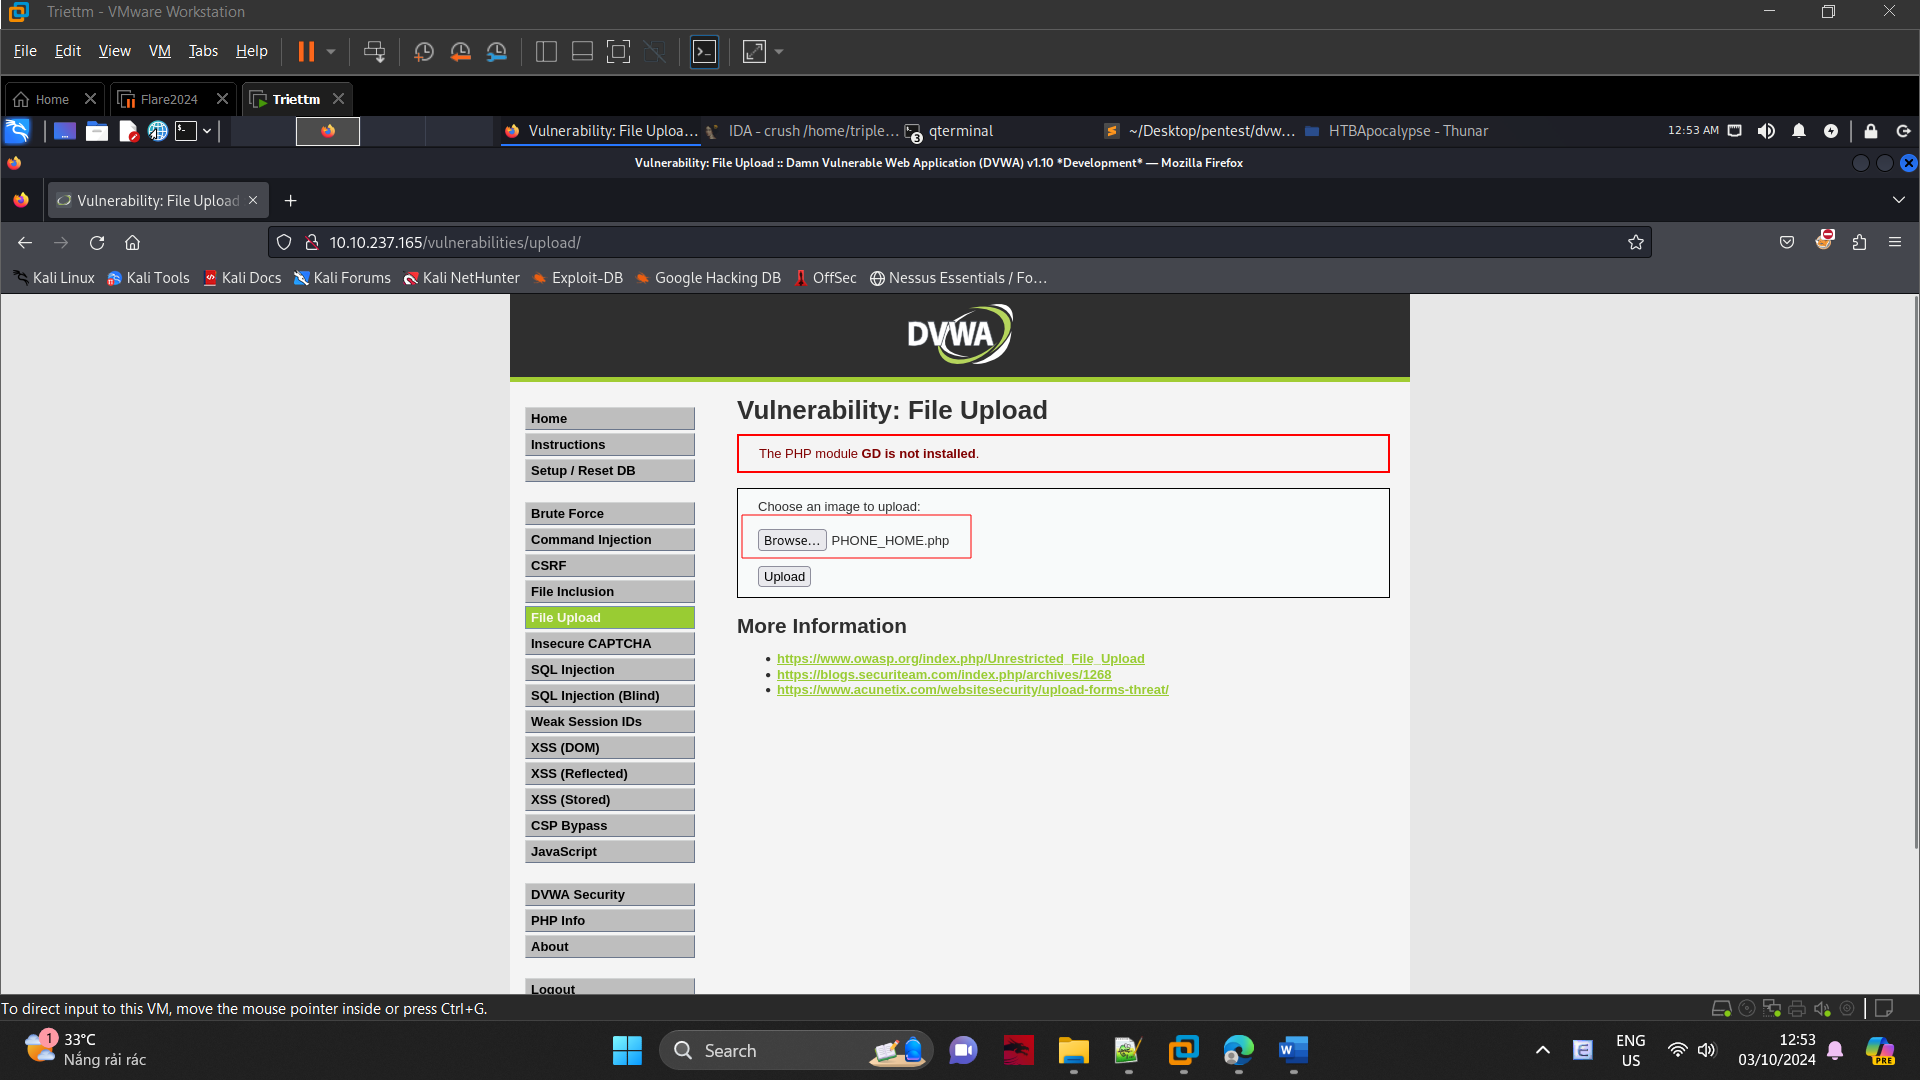 Triettm - VMware Workstation
File Edit View VM Tabs Help
Home Flare2024 Triettm
Vulnerability: File Uploa... IDA - crush /home/triple... 3 qterminal ~/Desktop/pentest/dvw... HTBApocalypse - Thunar 12:53 AM
Vulnerability: File Upload :: Damn Vulnerable Web Application (DVWA) v1.10 *Development* — Mozilla Firefox
Vulnerability: File Upload
10.10.237.165/vulnerabilities/upload/
Kali Linux Kali Tools Kali Docs Kali Forums Kali NetHunter Exploit-DB Google Hacking DB OffSec Nessus Essentials / Fo...
DVWA
Home
Instructions
Setup / Reset DB
Brute Force
Command Injection
CSRF
File Inclusion
File Upload
Insecure CAPTCHA
SQL Injection
SQL Injection (Blind)
Weak Session IDs
XSS (DOM)
XSS (Reflected)
XSS (Stored)
CSP Bypass
JavaScript
DVWA Security
PHP Info
About
Logout
Vulnerability: File Upload
The PHP module GD is not installed.
Choose an image to upload:
Browse... PHONE_HOME.php
Upload
More Information
https://www.owasp.org/index.php/Unrestricted_File_Upload
https://blogs.securiteam.com/index.php/archives/1268
https://www.acunetix.com/websitesecurity/upload-forms-threat/
To direct input to this VM, move the mouse pointer inside or press Ctrl+G.
1 33°C
Nắng rải rác
Search
ENG
US
12:53
03/10/2024
PRE